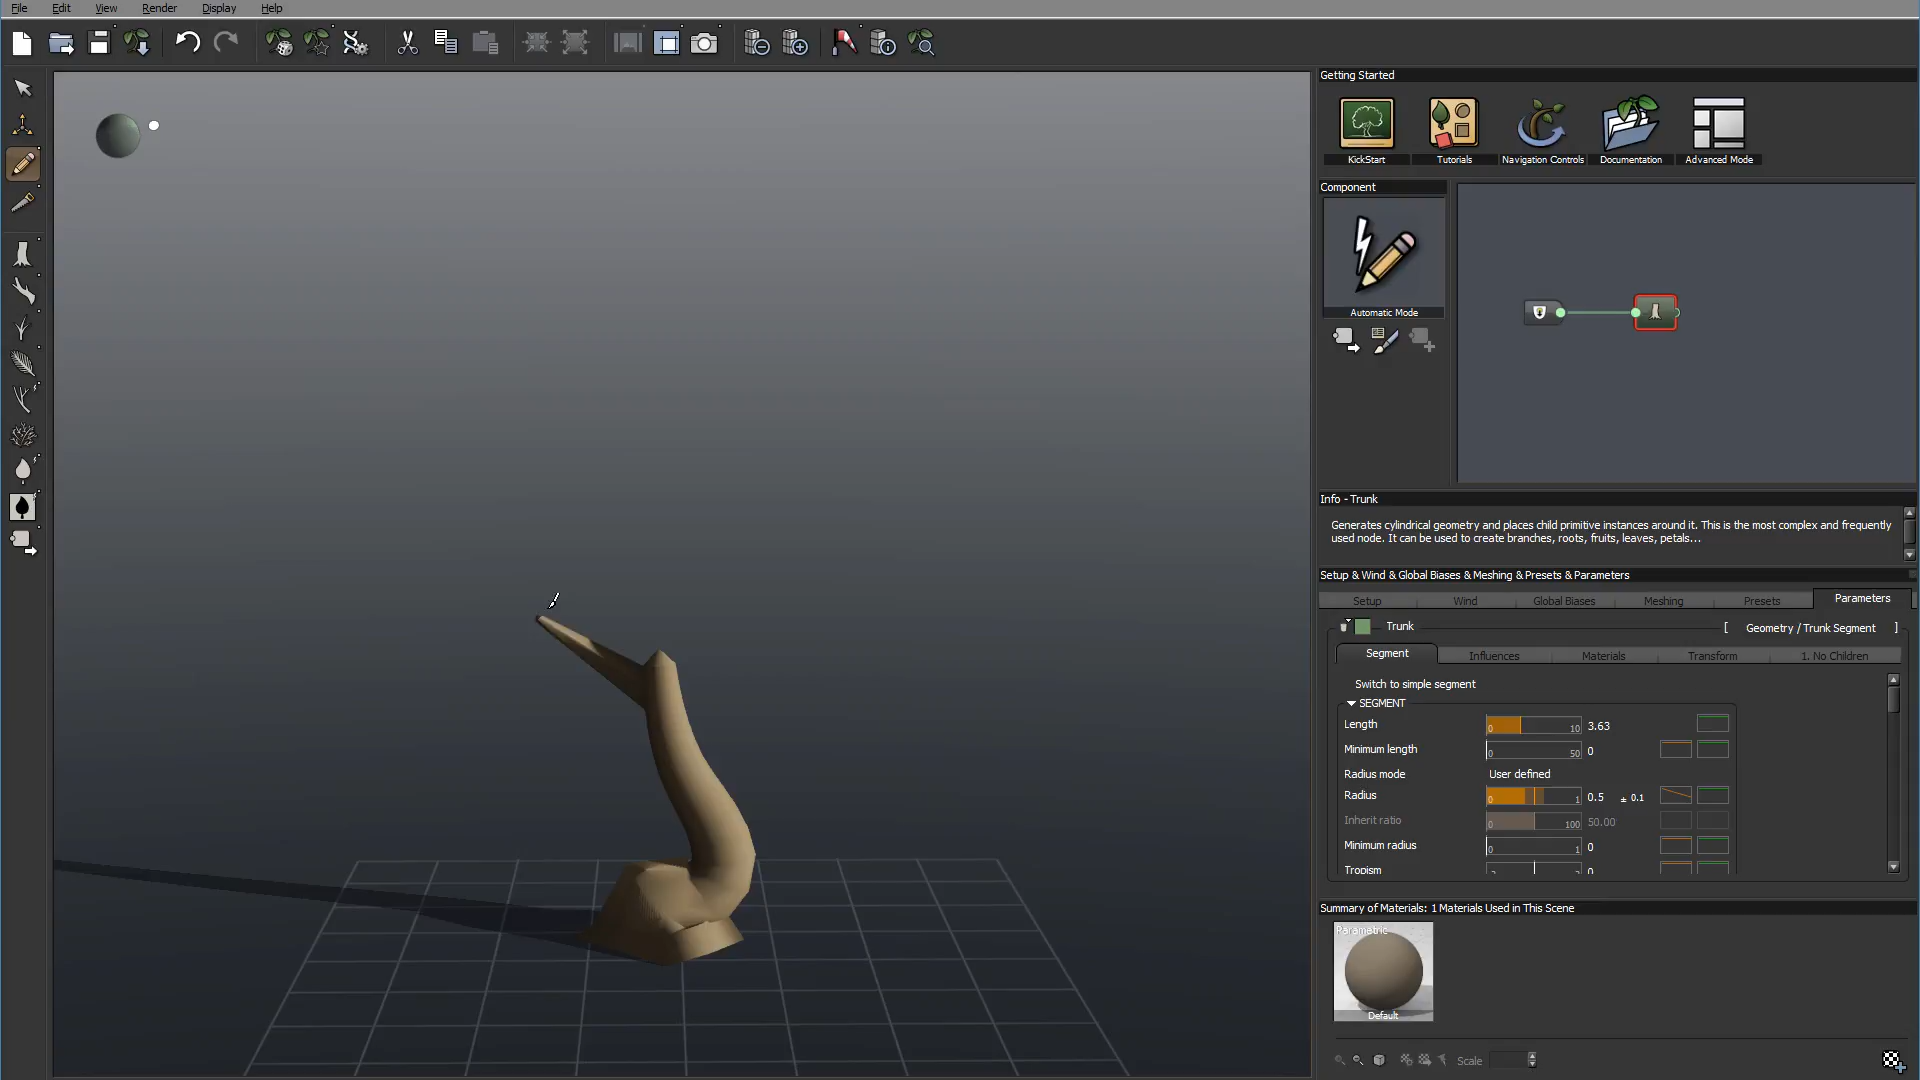 File Edit View Render Display Help
Getting Started
KickStart Tutorials Navigation Controls Documentation Advanced Mode
Component
Automatic Mode
Info - Trunk
Generates cylindrical geometry and places child primitive instances around it. This is the most complex and frequently
used node. It can be used to create branches, roots, fruits, leaves, petals...
Setup & Wind & Global Biases & Meshing & Presets & Parameters
Setup Wind Global Biases Meshing Presets Parameters
Trunk [ Geometry / Trunk Segment ]
Segment Influences Materials Transform 1. No Children
Switch to simple segment
SEGMENT
Length 0 10 3.63
Minimum length 0 50 0
Radius mode User defined
Radius 0 1 0.5 ± 0.1
Inherit ratio 0 100 50.00
Minimum radius 0 1 0
Tropism 0
Summary of Materials: 1 Materials Used in This Scene
Parametric
Default
Scale